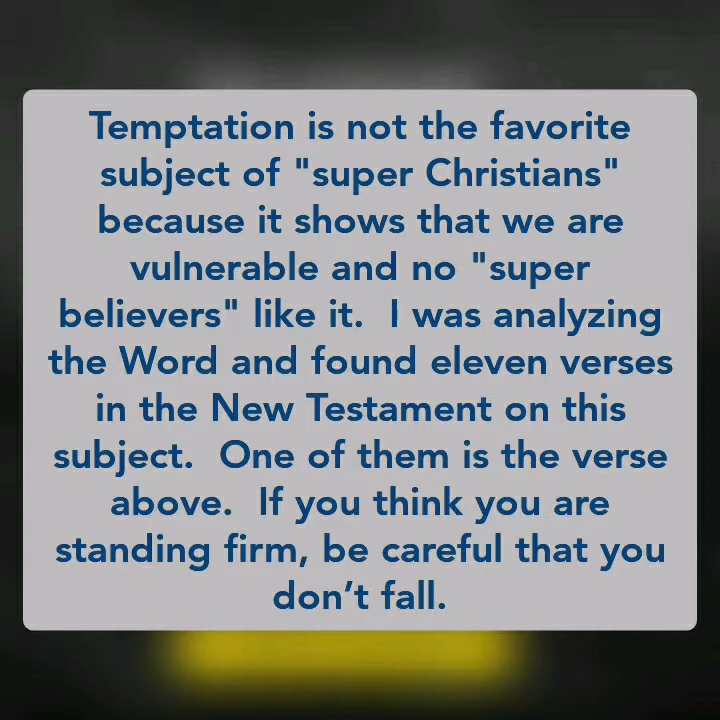 Temptation is not the favorite
subject of "super Christians"
because it shows that we are
vulnerable and no "super
believers" like it.  I was analyzing
the Word and found eleven verses
in the New Testament on this
subject.  One of them is the verse
above.  If you think you are
standing firm, be careful that you
don’t fall.